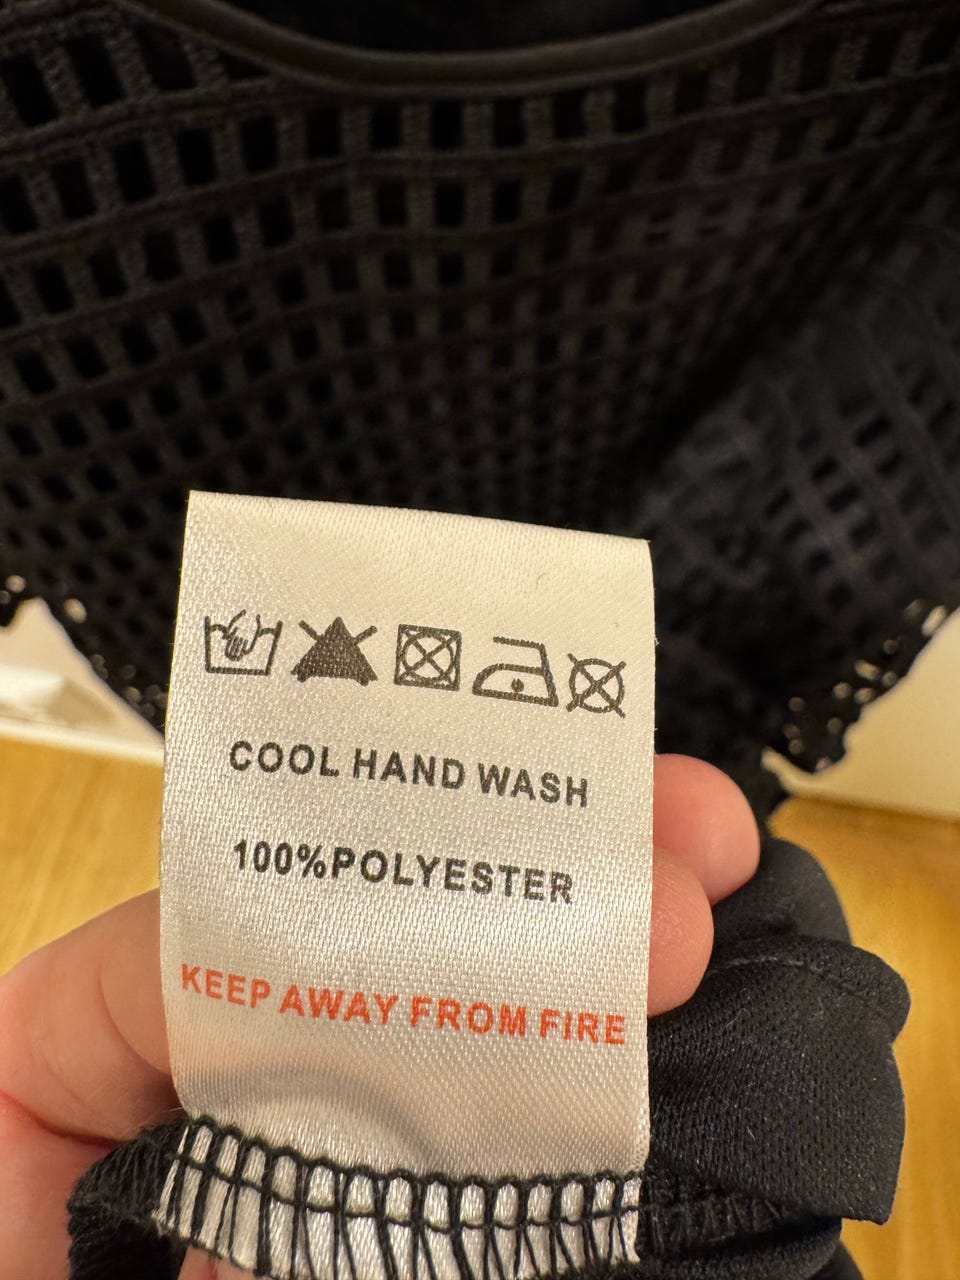 COOL HAND WASH
100%POLYESTER
KEEP AWAY FROM FIRE